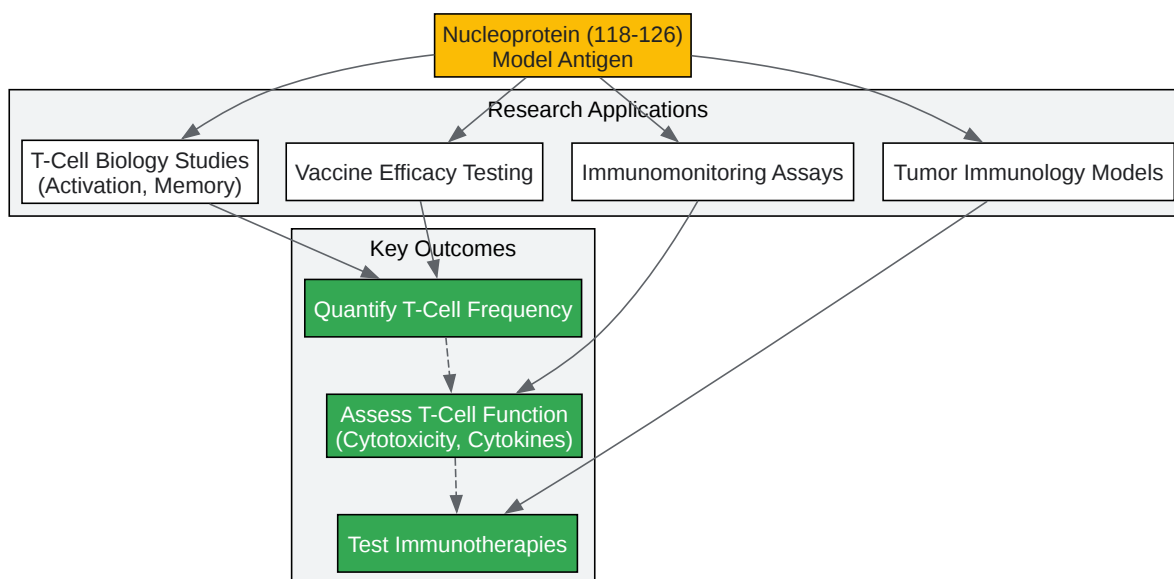 Nucleoprotein (118-126)
Model Antigen
Research Applications
T-Cell Biology Studies
(Activation, Memory)
Vaccine Efficacy Testing
Immunomonitoring Assays
Tumor Immunology Models
Key Outcomes
Quantify T-Cell Frequency
Assess T-Cell Function
(Cytotoxicity, Cytokines)
Test Immunotherapies